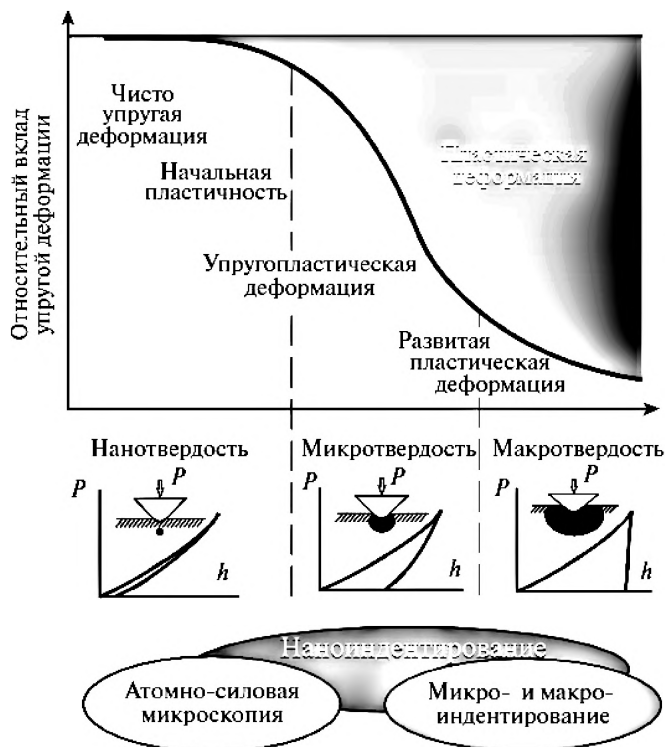 Относительный вклад
упругой деформации
Чисто
упругая
деформация
Начальная
пластичность
Пластическая
деформация
Упругопластическая
деформация
Развитая
пластическая
деформация
Нанотвердость
Микротвердость
Макротвердость
P
P
h
P
P
h
P
P
h
Наноиндентирование
Атомно-силовая
микроскопия
Микро- и макро-
индентирование